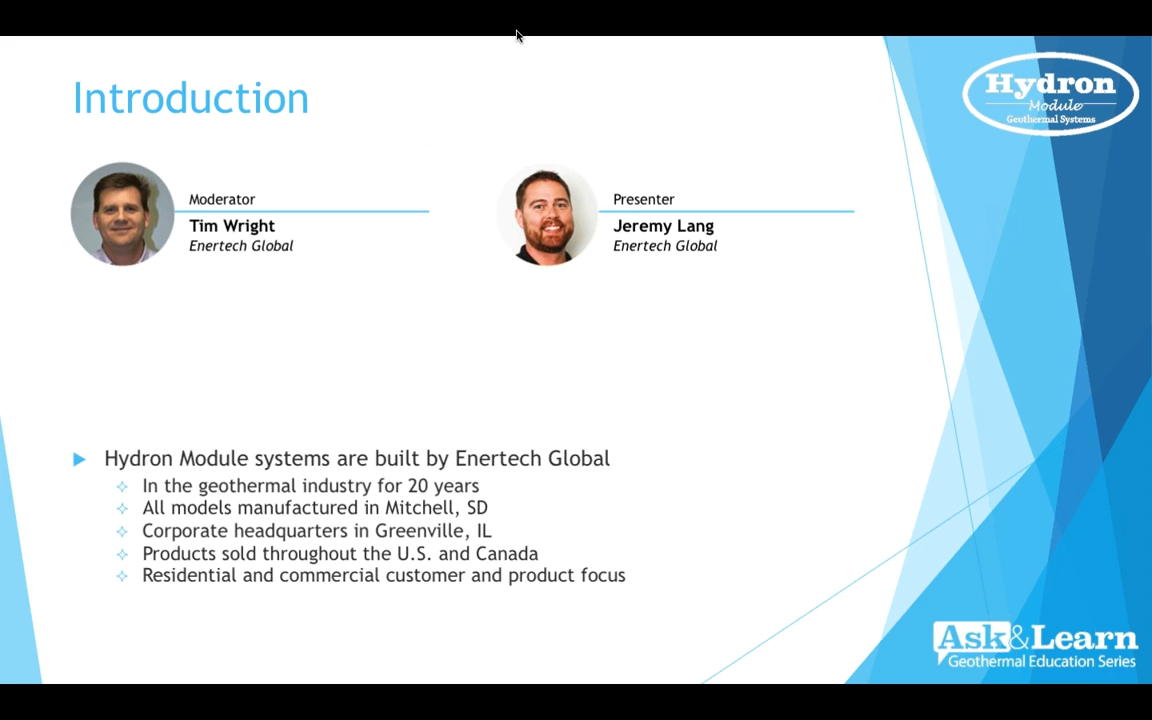 Introduction
Hydron
Module
Geothermal Systems
Moderator
Tim Wright
Enertech Global
Presenter
Jeremy Lang
Enertech Global
Hydron Module systems are built by Enertech Global
In the geothermal industry for 20 years
All models manufactured in Mitchell, SD
Corporate headquarters in Greenville, IL
Products sold throughout the U.S. and Canada
Residential and commercial customer and product focus
Ask&Learn
Geothermal Education Series